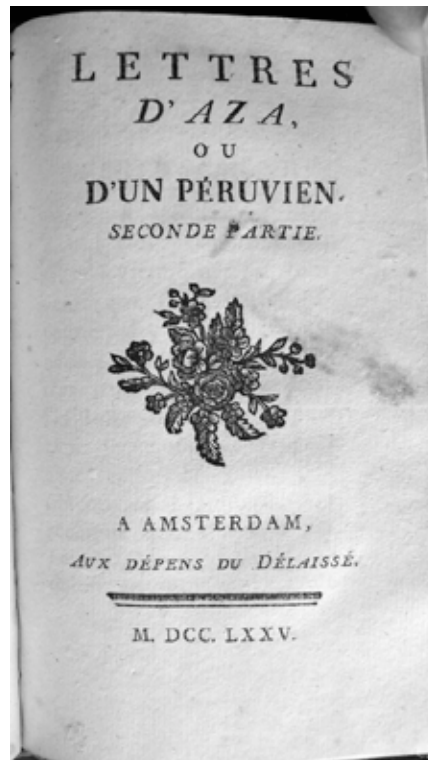 LETTRES
D'AZA,
OU
D'UN PÉRUVIEN.
SECONDE PARTIE.
A AMSTERDAM,
AUX DÉPENS DU DÉLAISSÉ.
M. DCC. LXXV.